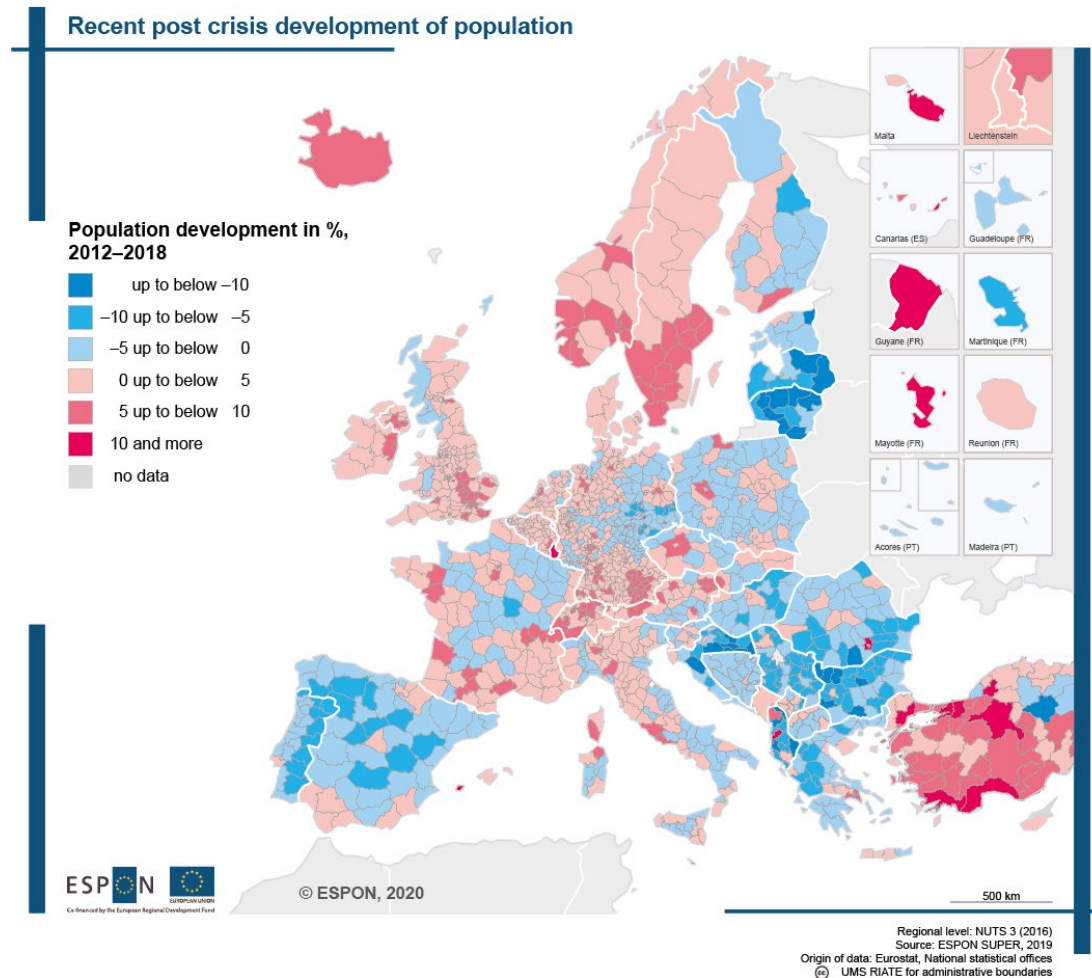 Recent post crisis development of population
Malta
Liechtenstein
Canarias (ES)
Guadeloupe (FR)
Population development in %,
2012–2018
up to below –10
–10 up to below –5
–5 up to below 0
0 up to below 5
5 up to below 10
10 and more
no data
Guyane (FR)
Martinique (FR)
Mayotte (FR)
Reunion (FR)
Acores (PT)
Madeira (PT)
ESPON
EUROPEAN UNION
Co-financed by the European Regional Development Fund
© ESPON, 2020
500 km
Regional level: NUTS 3 (2016)
Source: ESPON SUPER, 2019
Origin of data: Eurostat, National statistical offices
UMS RIATE for administrative boundaries